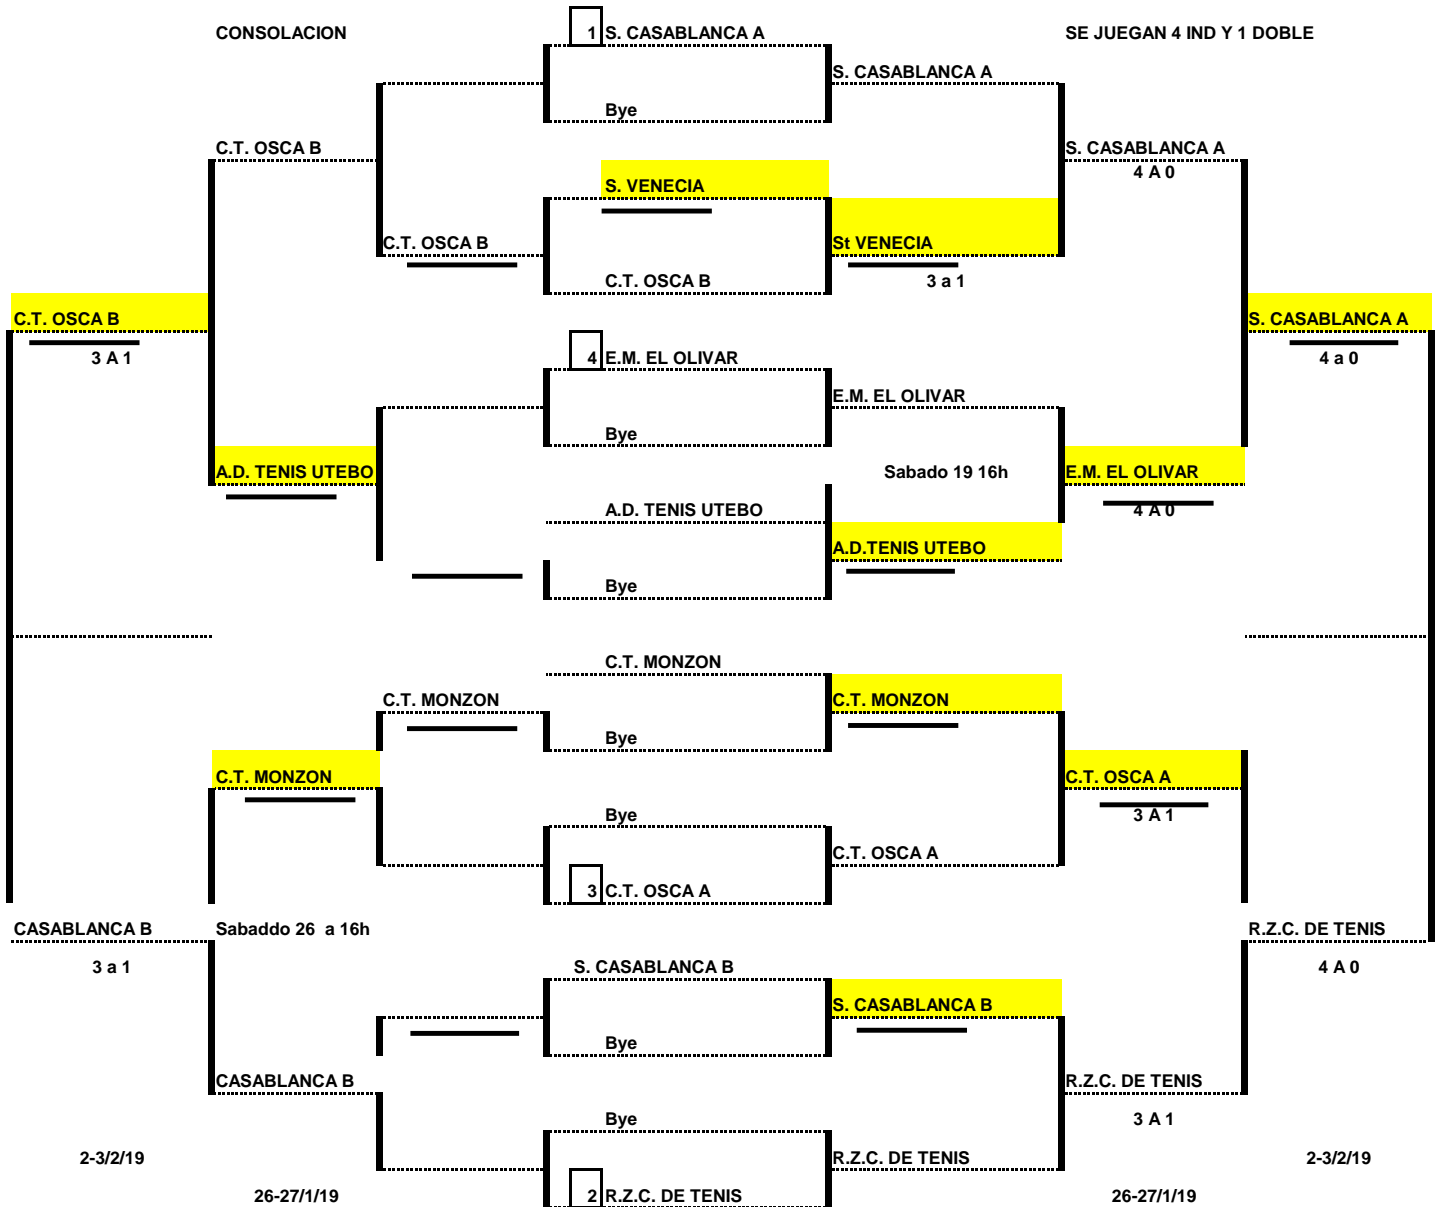 CONSOLACION
1 S. CASABLANCA A
SE JUEGAN 4 IND Y 1 DOBLE
S. CASABLANCA A
Bye
C.T. OSCA B
S. CASABLANCA A
4 A 0
S. VENECIA
C.T. OSCA B
St VENECIA
C.T. OSCA B
3 a 1
C.T. OSCA B
S. CASABLANCA A
3 A 1
4 E.M. EL OLIVAR
4 a 0
E.M. EL OLIVAR
Bye
A.D. TENIS UTEBO
Sabado 19 16h
E.M. EL OLIVAR
A.D. TENIS UTEBO
4 A 0
A.D.TENIS UTEBO
Bye
C.T. MONZON
C.T. MONZON
C.T. MONZON
Bye
C.T. MONZON
C.T. OSCA A
Bye
3 A 1
C.T. OSCA A
3 C.T. OSCA A
CASABLANCA B
Sabaddo 26 a 16h
R.Z.C. DE TENIS
3 a 1
S. CASABLANCA B
4 A 0
S. CASABLANCA B
Bye
CASABLANCA B
R.Z.C. DE TENIS
Bye
3 A 1
2-3/2/19
R.Z.C. DE TENIS
2-3/2/19
26-27/1/19
2 R.Z.C. DE TENIS
26-27/1/19